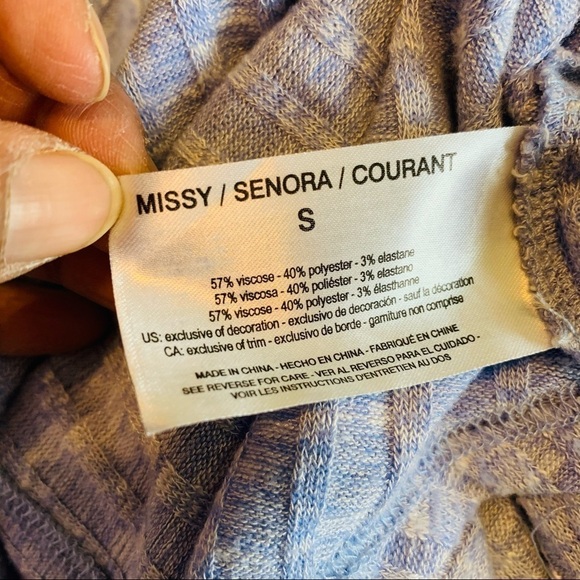 MISSY / SENORA / COURANT
S
57% viscose - 40% polyester - 3% elastane
57% viscosa - 40% poliéster - 3% elastano
57% viscose - 40% polyester - 3% élasthanne
US: exclusive of decoration - exclusivo de decoración - sauf la décoration
CA: exclusive of trim - exclusivo de borde - garniture non comprise
MADE IN CHINA - HECHO EN CHINA - FABRIQUÉ EN CHINE
SEE REVERSE FOR CARE - VER AL REVERSO PARA EL CUIDADO -
VOIR LES INSTRUCTIONS D'ENTRETIEN AU DOS